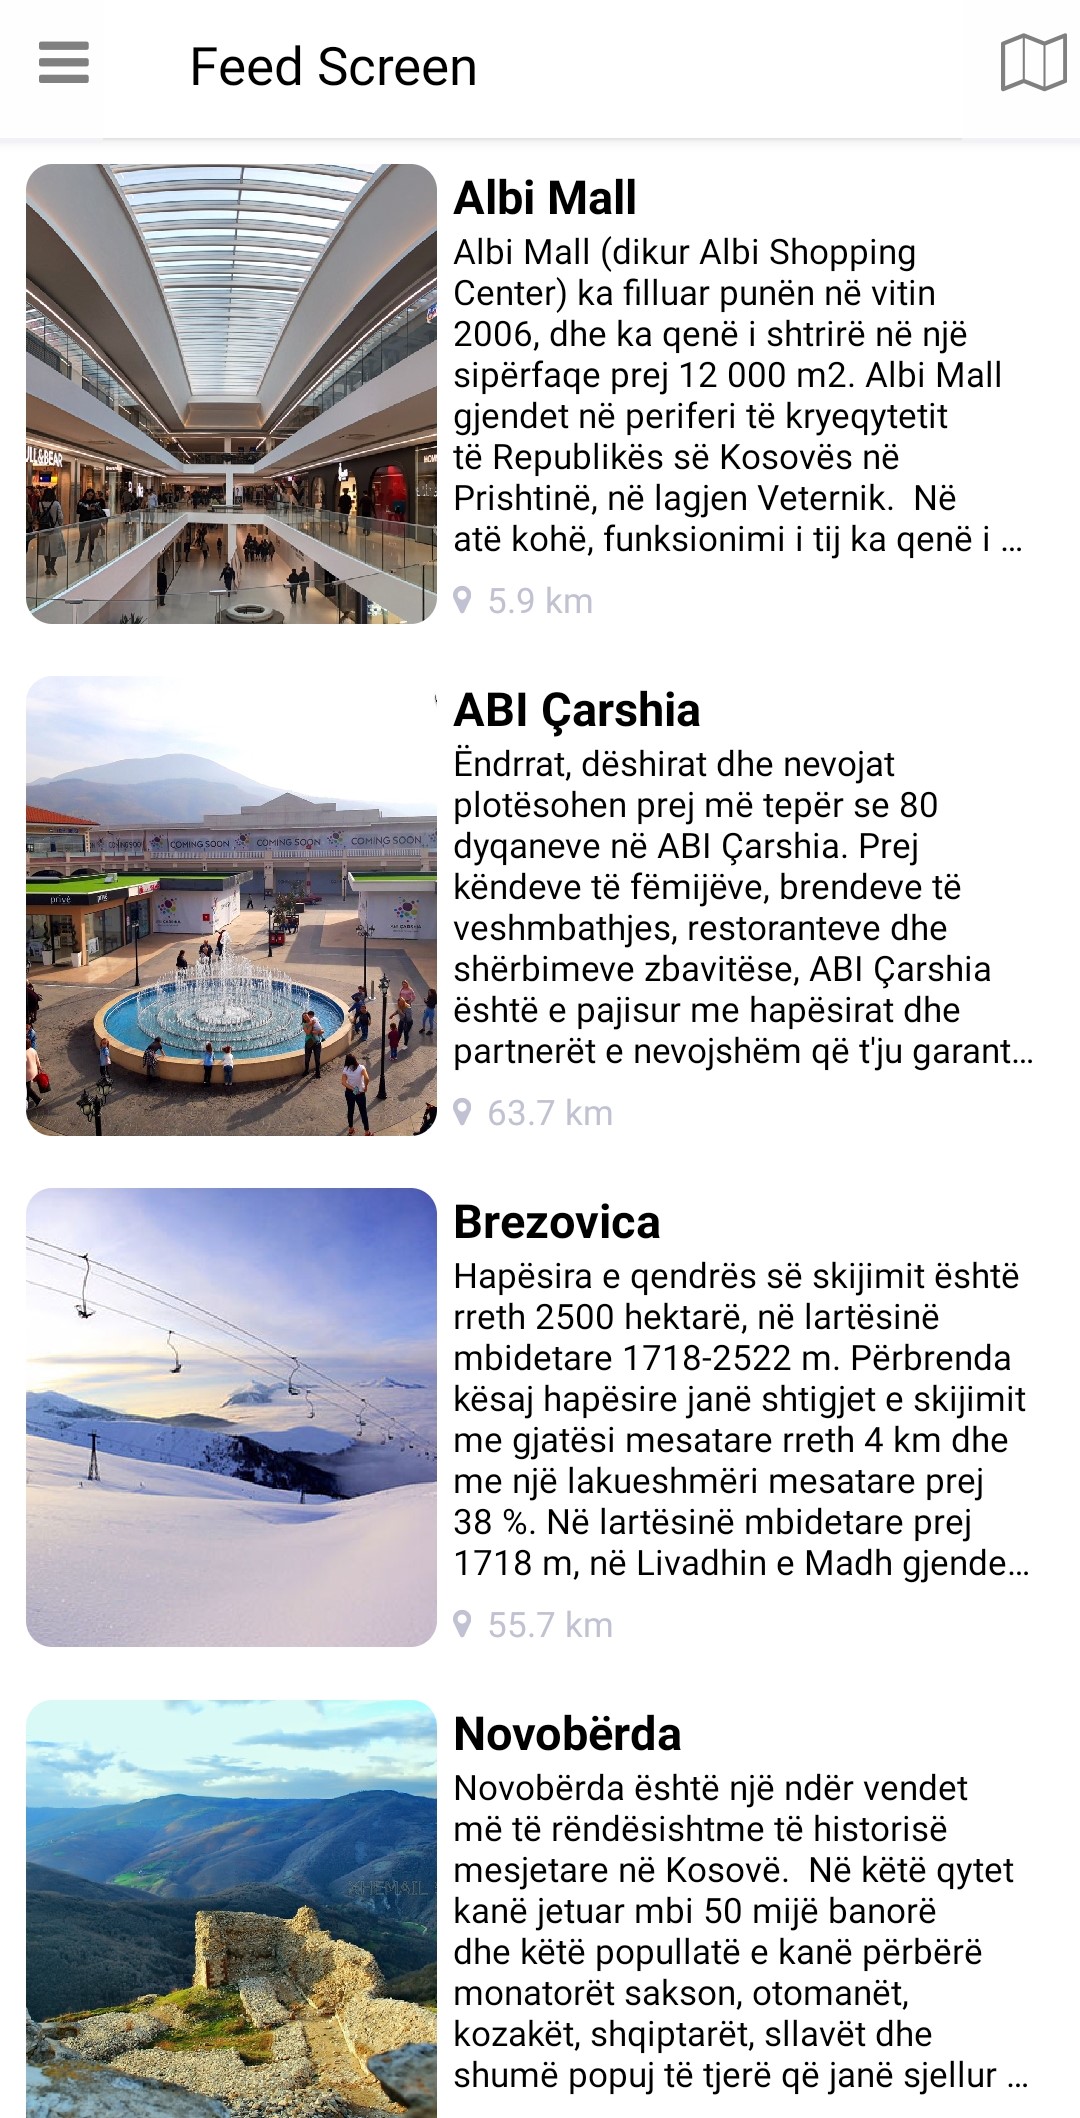 Feed Screen
Albi Mall
Albi Mall (dikur Albi Shopping
Center) ka filluar punën në vitin
2006, dhe ka qenë i shtrirë në një
sipërfaqe prej 12 000 m2. Albi Mall
gjendet në periferi të kryeqytetit
të Republikës së Kosovës në
Prishtinë, në lagjen Veternik.  Në
atë kohë, funksionimi i tij ka qenë i ...
5.9 km
ABI Çarshia
Ëndrrat, dëshirat dhe nevojat
plotësohen prej më tepër se 80
dyqaneve në ABI Çarshia. Prej
këndeve të fëmijëve, brendeve të
veshmbathjes, restoranteve dhe
shërbimeve zbavitëse, ABI Çarshia
është e pajisur me hapësirat dhe
partnerët e nevojshëm që t'ju garant...
63.7 km
COMING SOON COMING SOON COMING SOON
privé
Brezovica
Hapësira e qendrës së skijimit është
rreth 2500 hektarë, në lartësinë
mbidetare 1718-2522 m. Përbrenda
kësaj hapësire janë shtigjet e skijimit
me gjatësi mesatare rreth 4 km dhe
me një lakueshmëri mesatare prej
38 %. Në lartësinë mbidetare prej
1718 m, në Livadhin e Madh gjende...
55.7 km
Novobërda
Novobërda është një ndër vendet
më të rëndësishtme të historisë
mesjetare në Kosovë.  Në këtë qytet
kanë jetuar mbi 50 mijë banorë
dhe këtë popullatë e kanë përbërë
monatorët sakson, otomanët,
kozakët, shqiptarët, sllavët dhe
shumë popuj të tjerë që janë sjellur ...